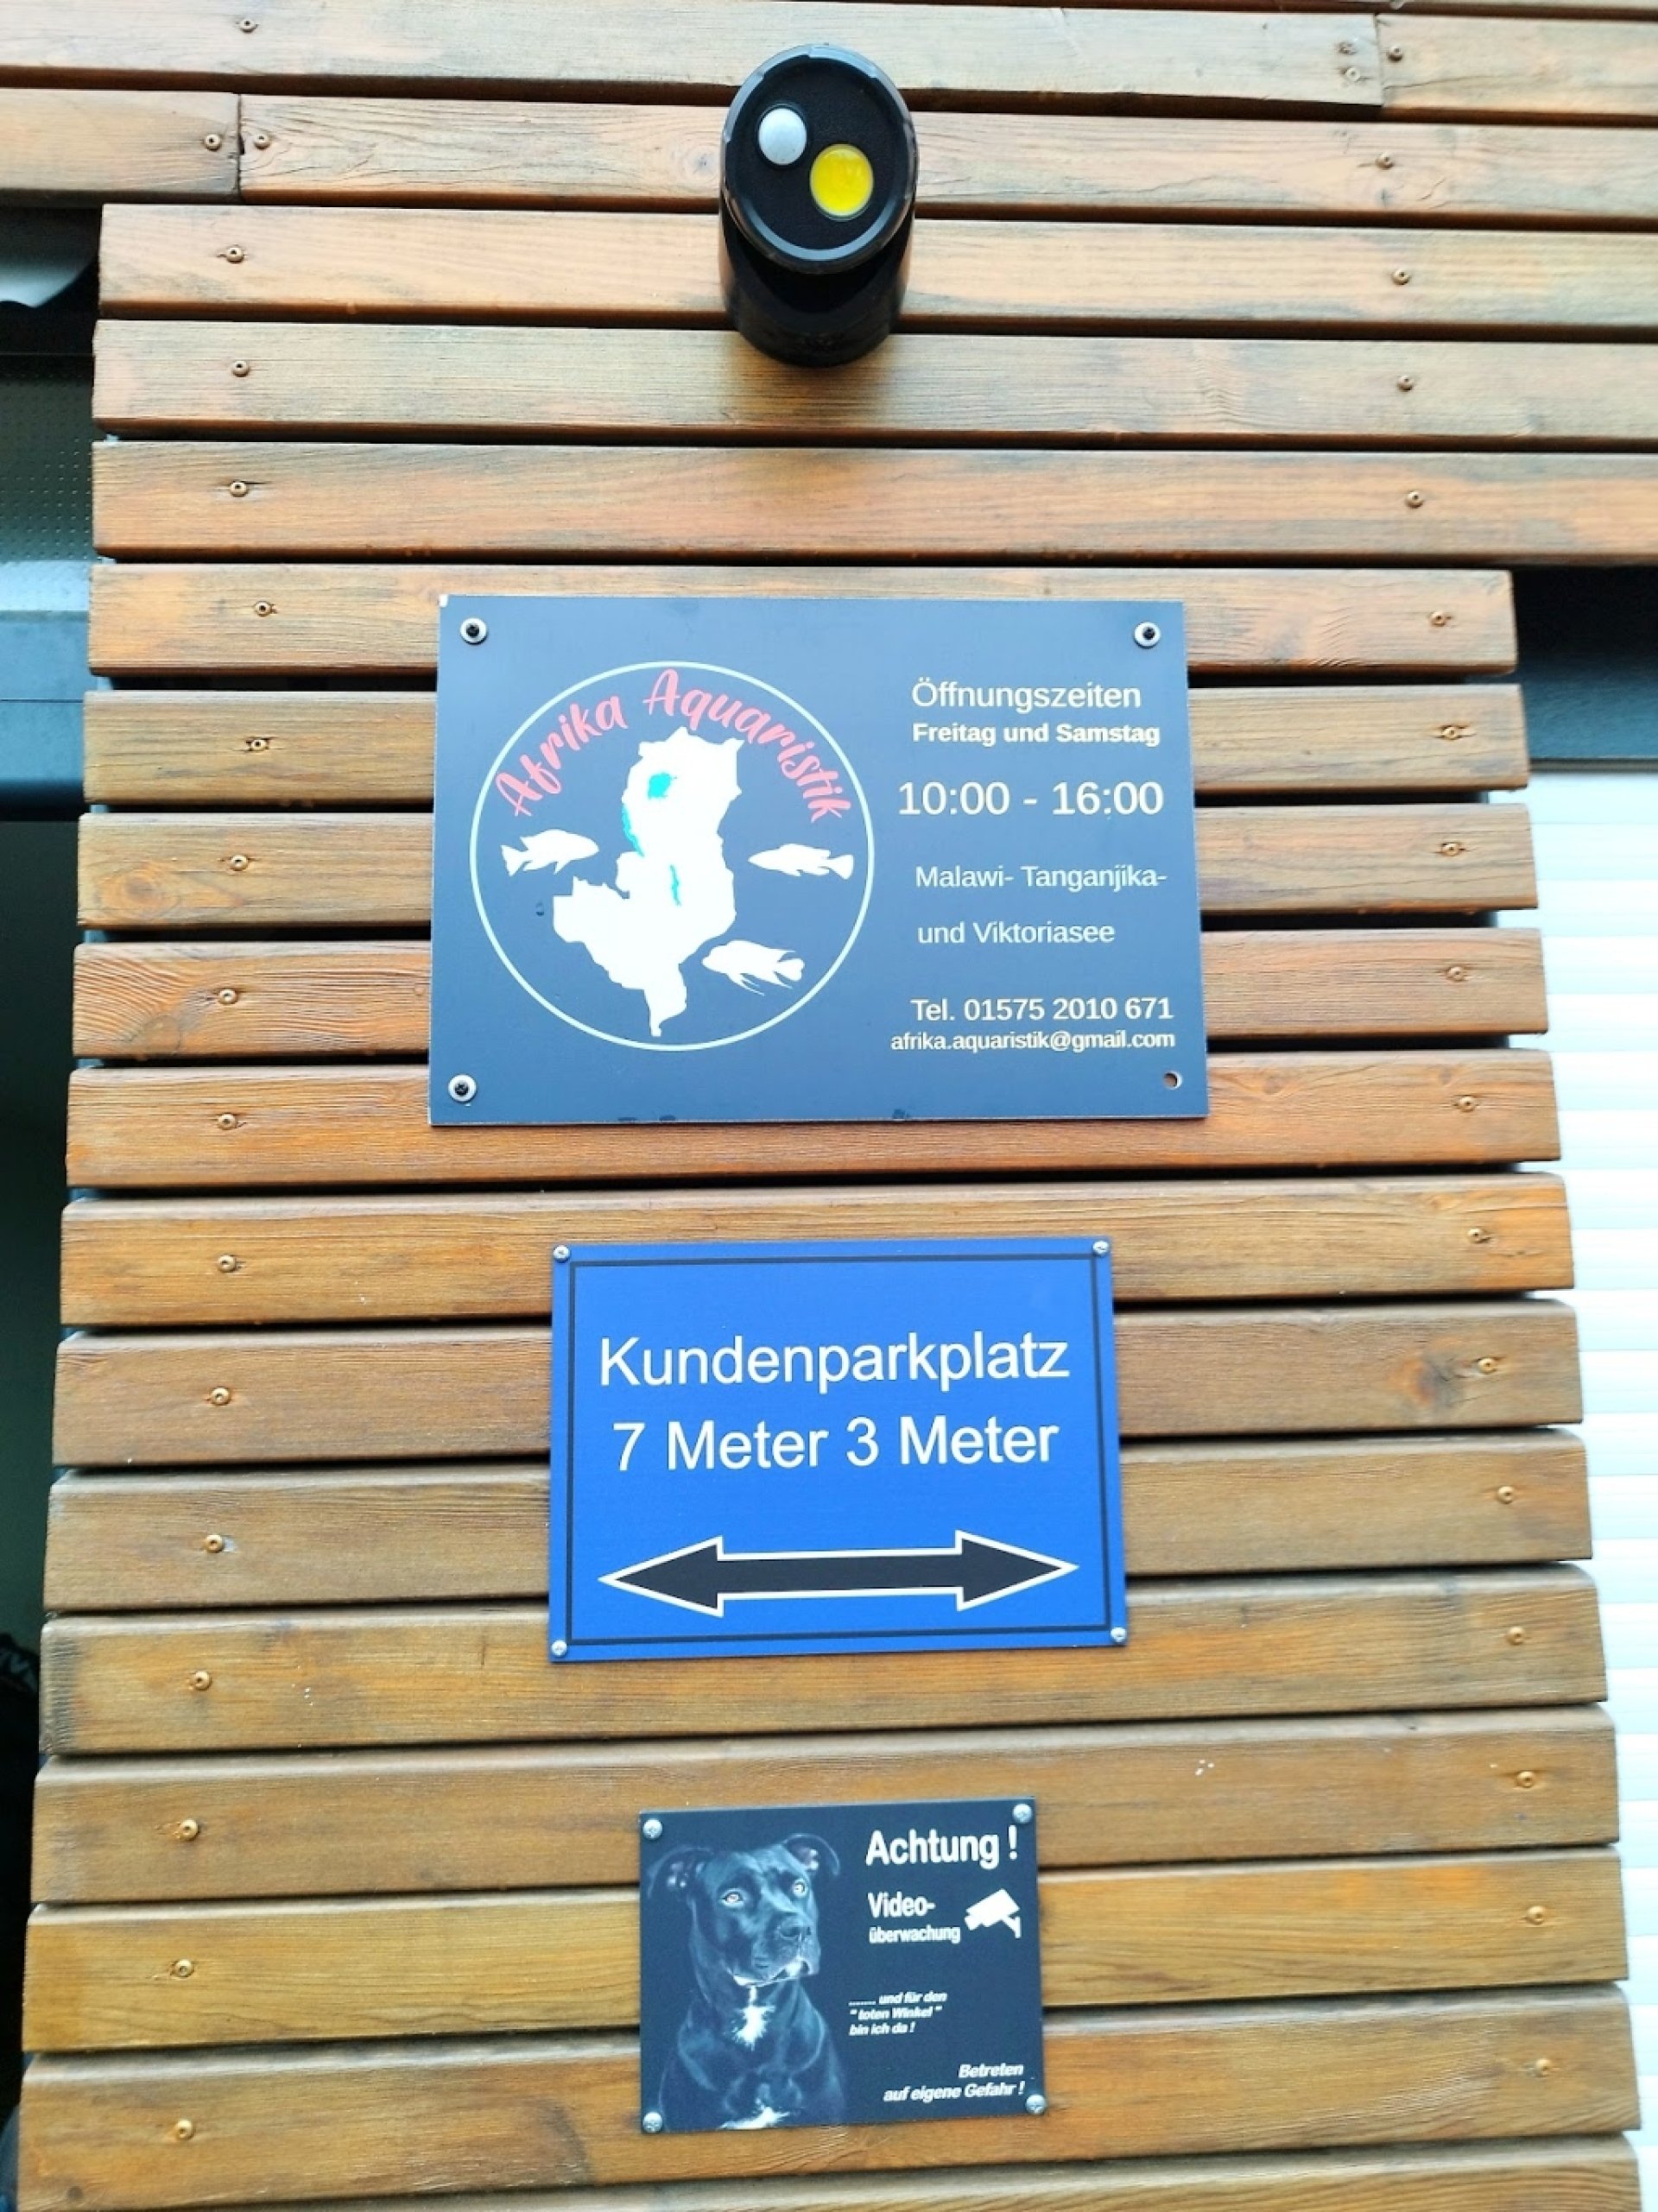 Afrika Aquaristik
Öffnungszeiten
Freitag und Samstag
10:00 - 16:00
Malawi- Tanganjika-
und Viktoriasee
Tel. 01575 2010 671
afrika.aquaristik@gmail.com
Kundenparkplatz
7 Meter 3 Meter
Achtung !
Video-
überwachung
....... und für den
" toten Winkel "
bin ich da !
Betreten
auf eigene Gefahr !